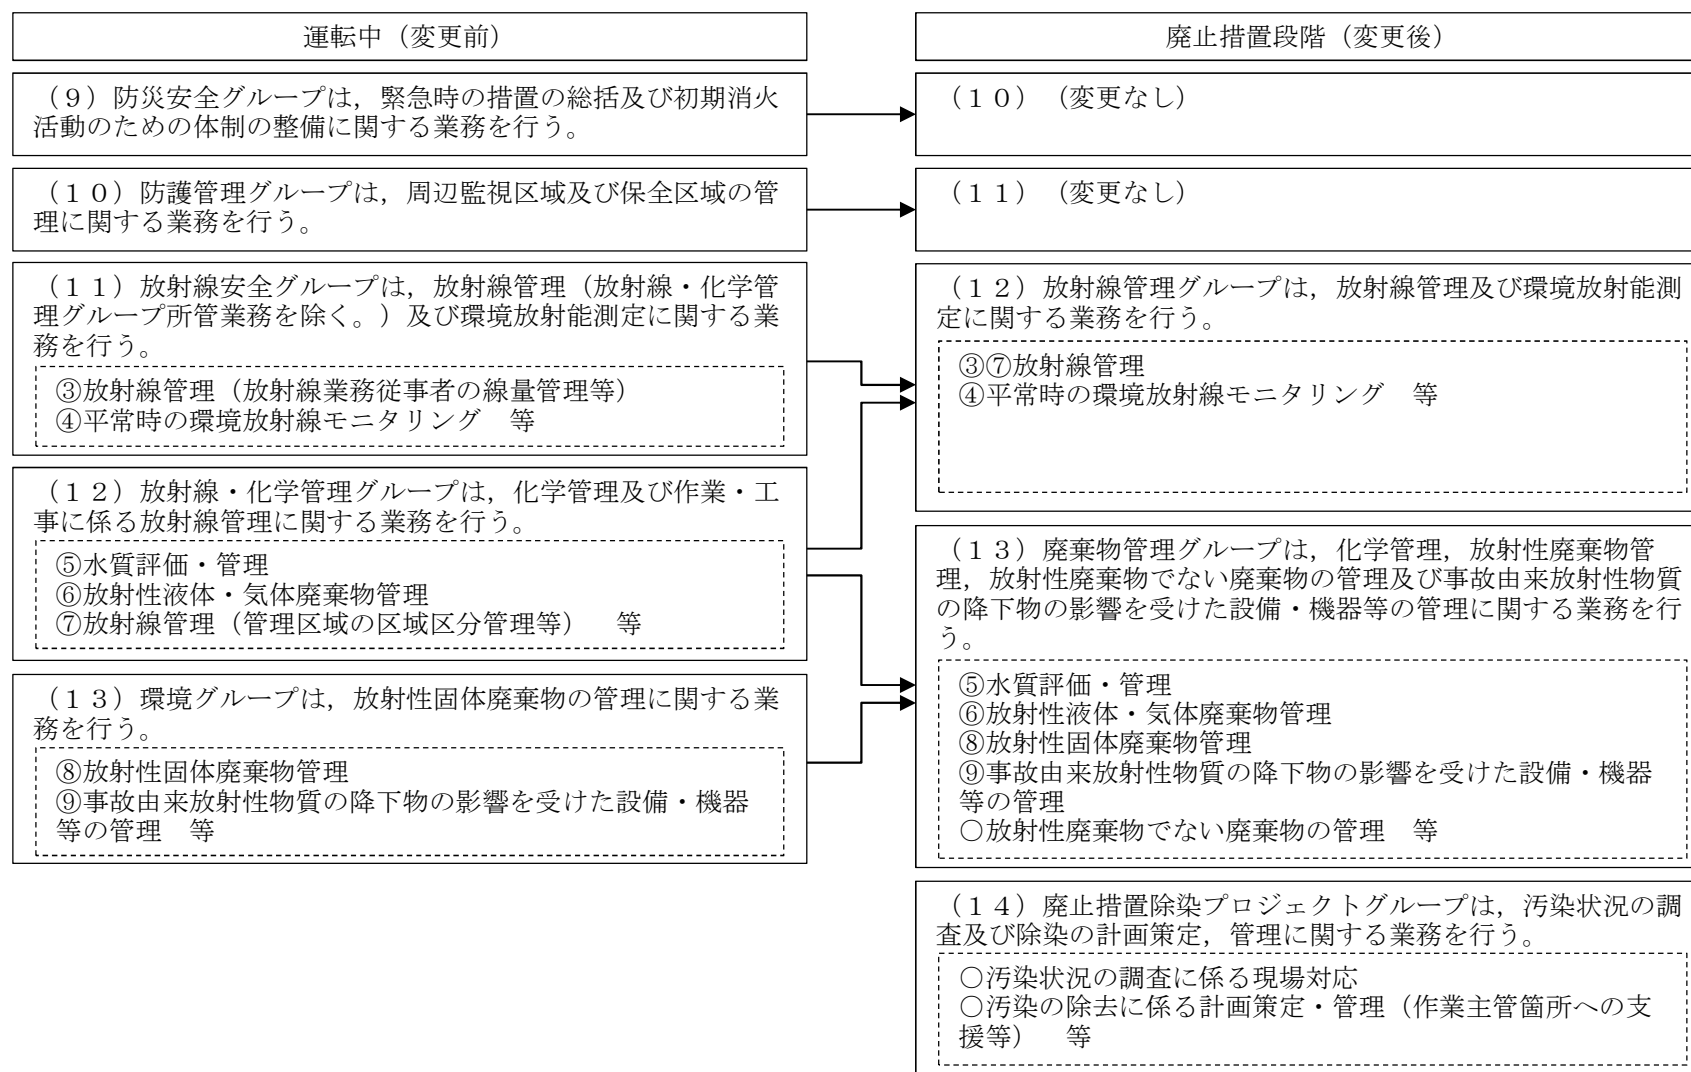 運転中（変更前）
（９）防災安全グループは，緊急時の措置の総括及び初期消火
活動のための体制の整備に関する業務を行う。
（１０）防護管理グループは，周辺監視区域及び保全区域の管
理に関する業務を行う。
（１１）放射線安全グループは，放射線管理（放射線・化学管
理グループ所管業務を除く。）及び環境放射能測定に関する業
務を行う。
③放射線管理（放射線業務従事者の線量管理等）
④平常時の環境放射線モニタリング　等
（１２）放射線・化学管理グループは，化学管理及び作業・工
事に係る放射線管理に関する業務を行う。
⑤水質評価・管理
⑥放射性液体・気体廃棄物管理
⑦放射線管理（管理区域の区域区分管理等）　等
（１３）環境グループは，放射性固体廃棄物の管理に関する業
務を行う。
⑧放射性固体廃棄物管理
⑨事故由来放射性物質の降下物の影響を受けた設備・機器
等の管理　等
廃止措置段階（変更後）
（１０）（変更なし）
（１１）（変更なし）
（１２）放射線管理グループは，放射線管理及び環境放射能測
定に関する業務を行う。
③⑦放射線管理
④平常時の環境放射線モニタリング　等
（１３）廃棄物管理グループは，化学管理，放射性廃棄物管
理，放射性廃棄物でない廃棄物の管理及び事故由来放射性物質
の降下物の影響を受けた設備・機器等の管理に関する業務を行
う。
⑤水質評価・管理
⑥放射性液体・気体廃棄物管理
⑧放射性固体廃棄物管理
⑨事故由来放射性物質の降下物の影響を受けた設備・機器
等の管理
○放射性廃棄物でない廃棄物の管理　等
（１４）廃止措置除染プロジェクトグループは，汚染状況の調
査及び除染の計画策定，管理に関する業務を行う。
○汚染状況の調査に係る現場対応
○汚染の除去に係る計画策定・管理（作業主管箇所への支
援等）　等